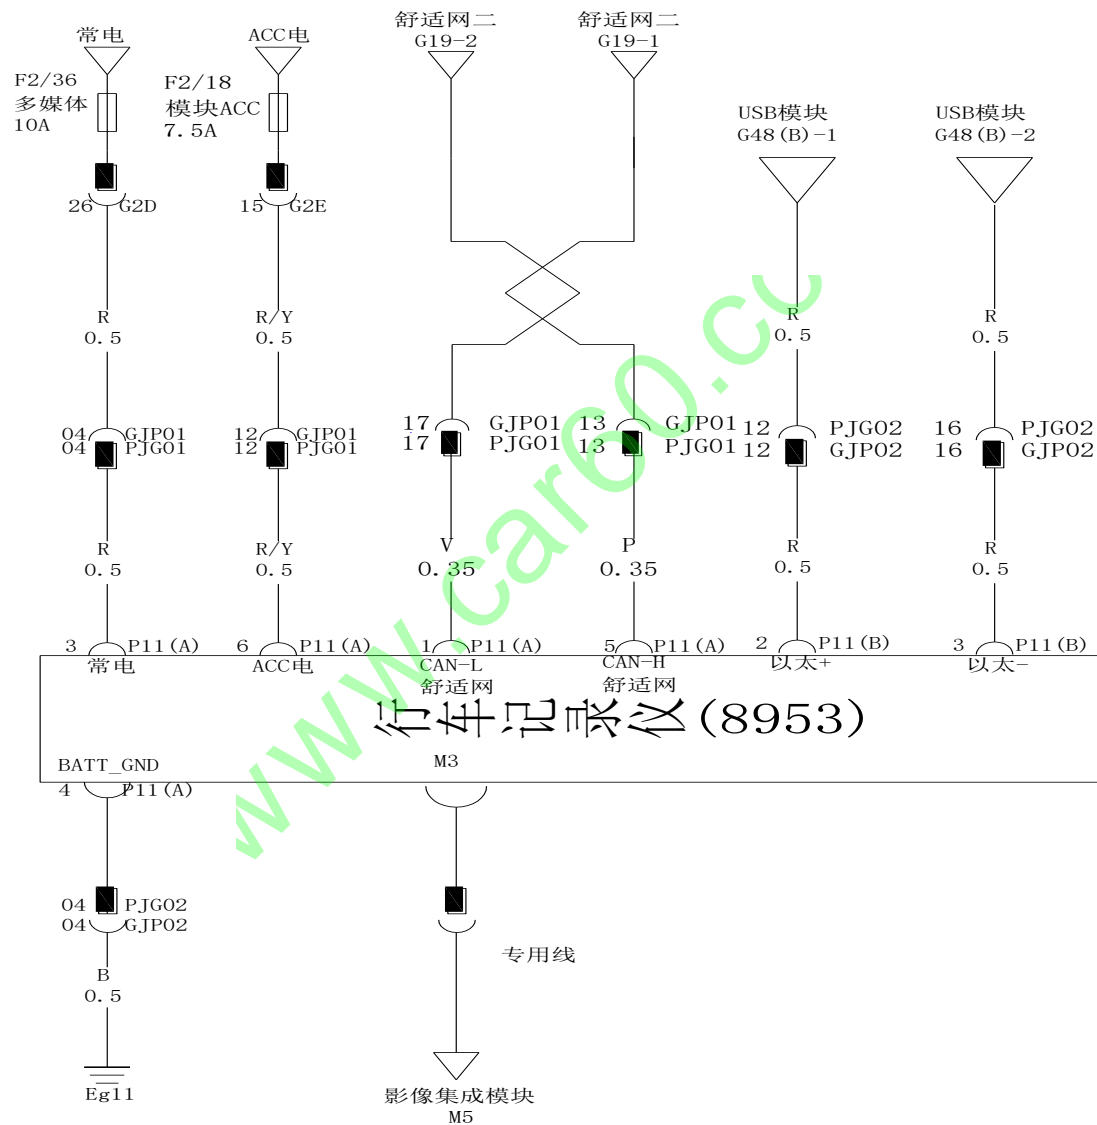 常电
ACC电
舒适网二
G19-2
舒适网二
G19-1
F2/36
多媒体
10A
F2/18
模块ACC
7.5A
USB模块
G48(B)-1
USB模块
G48(B)-2
26 G2D
15 G2E
R
0.5
R/Y
0.5
R
0.5
R
0.5
04 GJP01
04 PJG01
12 GJP01
12 PJG01
17 GJP01
17 PJG01
13 GJP01
13 PJG01
12 PJG02
12 GJP02
16 PJG02
16 GJP02
R
0.5
R/Y
0.5
V
0.35
P
0.35
R
0.5
R
0.5
3 P11(A)
常电
6 P11(A)
ACC电
1 P11(A)
CAN-L
舒适网
5 P11(A)
CAN-H
舒适网
2 P11(B)
以太+
3 P11(B)
以太-
行车记录仪(8953)
BATT_GND
M3
4 P11(A)
04 PJG02
04 GJP02
B
0.5
Eg11
专用线
影像集成模块
M5
www.car60.co